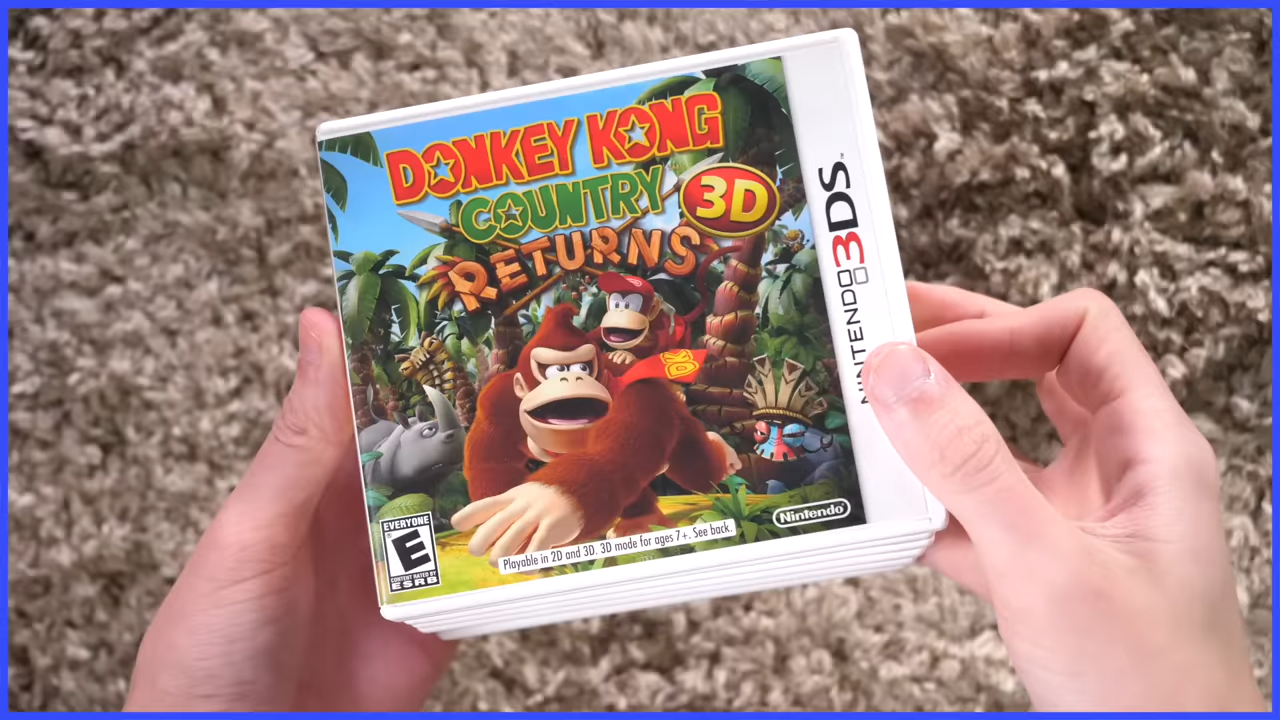 DONKEY KONG
COUNTRY 3D
RETURNS
NINTENDO 3DS™
DK
EVERYONE
E
®
CONTENT RATED BY
ESRB
Playable in 2D and 3D. 3D mode for ages 7+. See back.
Nintendo®